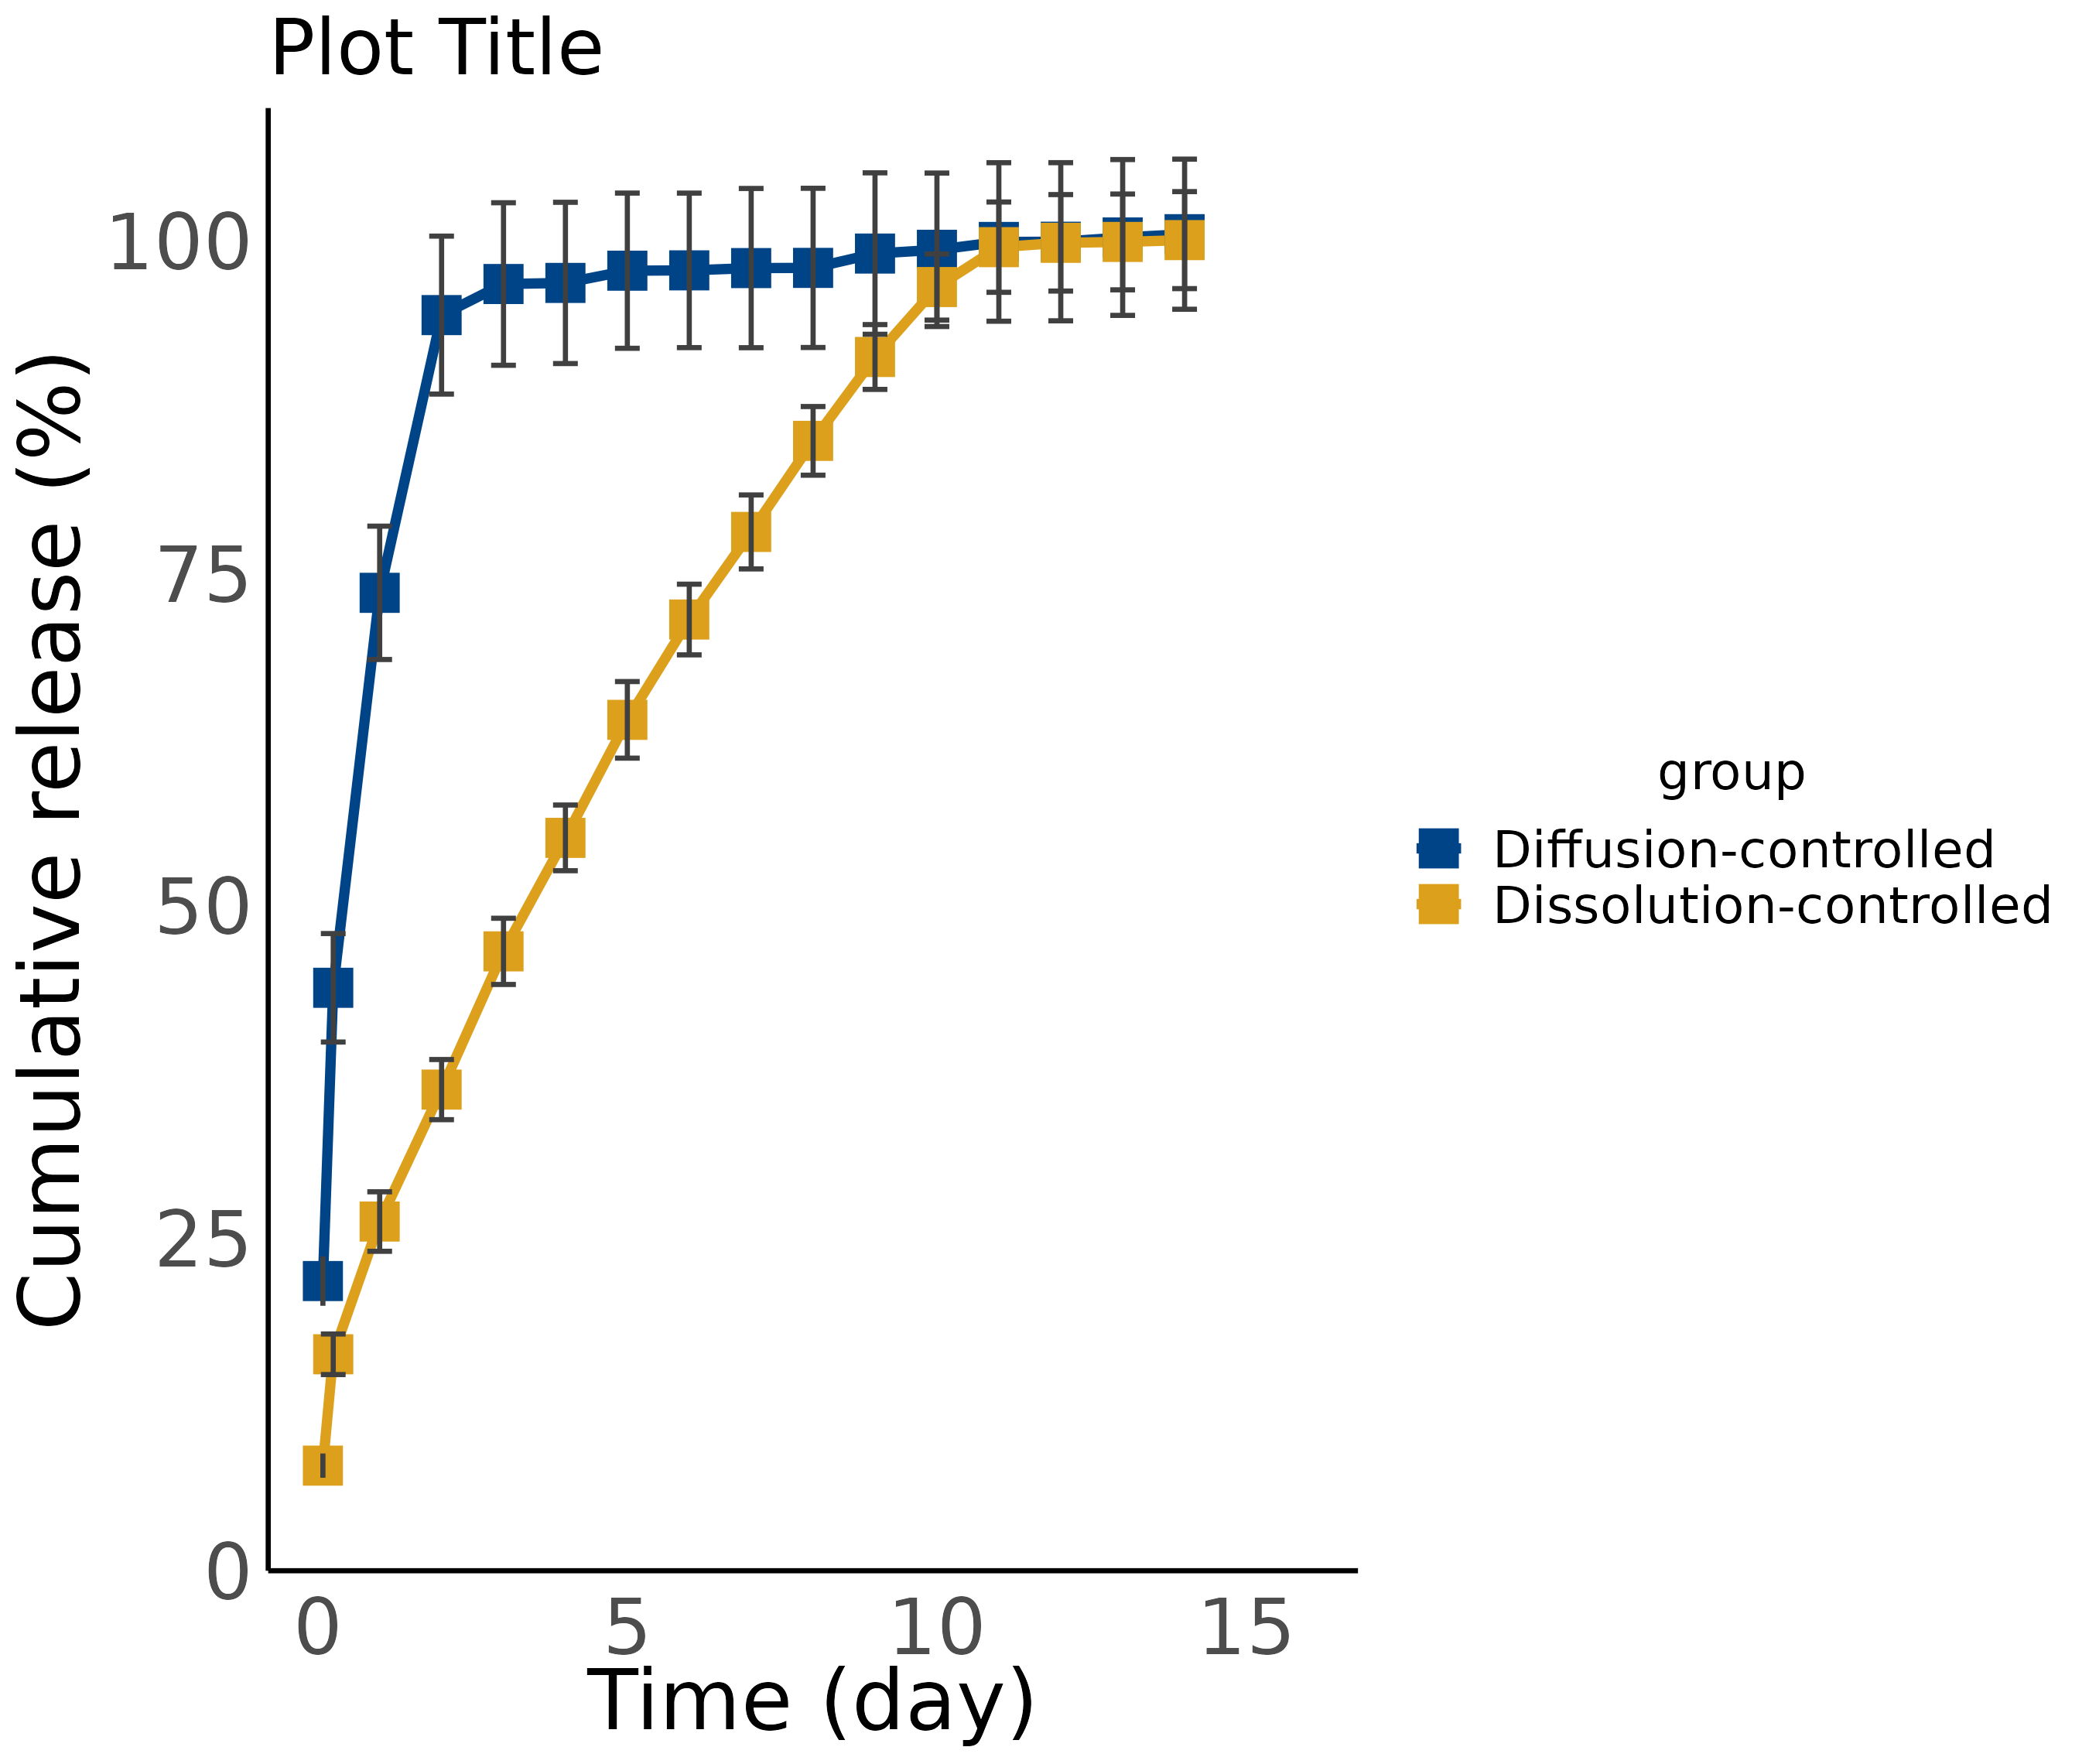 Plot Title
Cumulative release (%)
100
75
50
25
0
0 5 10 15
Time (day)
group
Diffusion-controlled
Dissolution-controlled